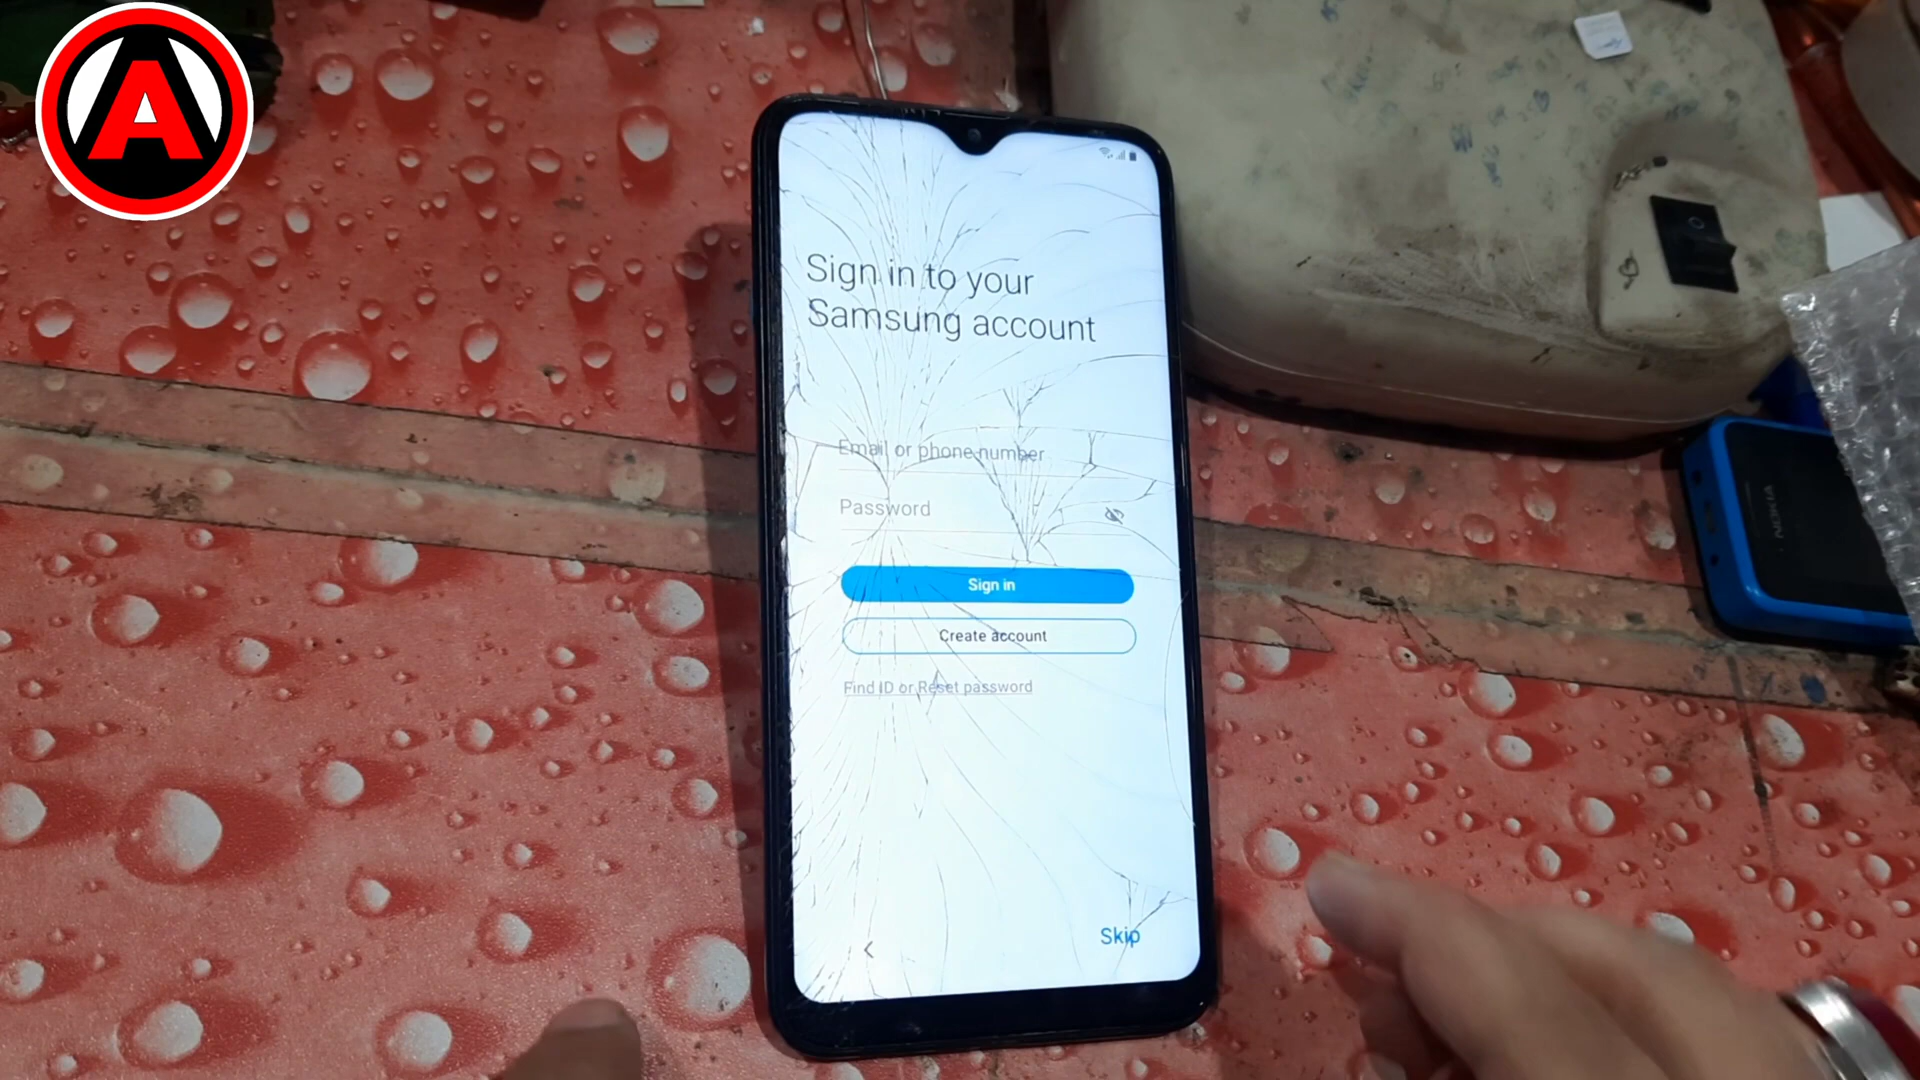 A
Sign in to your
Samsung account
Email or phone number
Password
Sign in
Create account
Find ID or Reset password
Skip
NOKIA